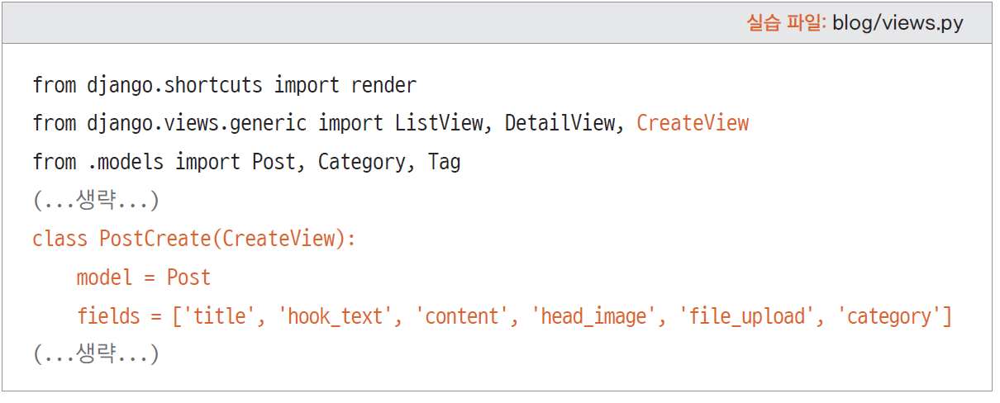 실습 파일: blog/views.py
from django.shortcuts import render
from django.views.generic import ListView, DetailView, CreateView
from .models import Post, Category, Tag
(...생략...)
class PostCreate(CreateView):
    model = Post
    fields = ['title', 'hook_text', 'content', 'head_image', 'file_upload', 'category']
(...생략...)